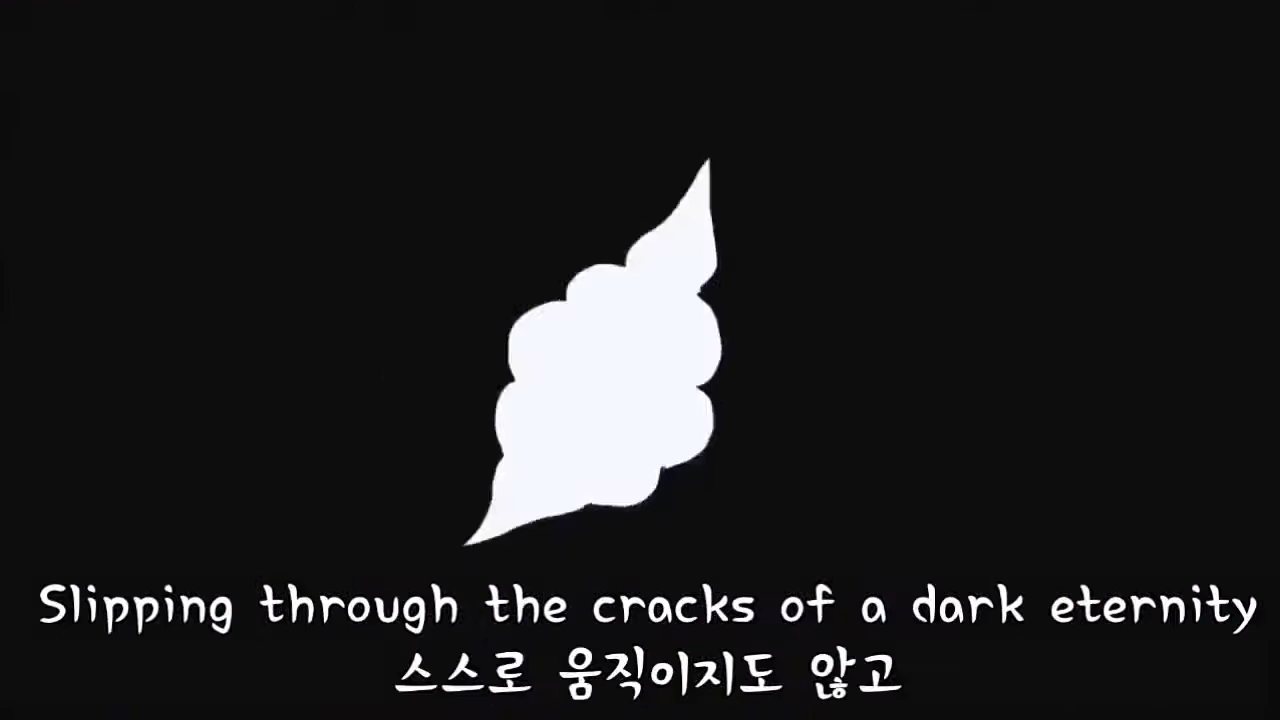 Slipping through the cracks of a dark eternity
스스로 움직이지도 않고